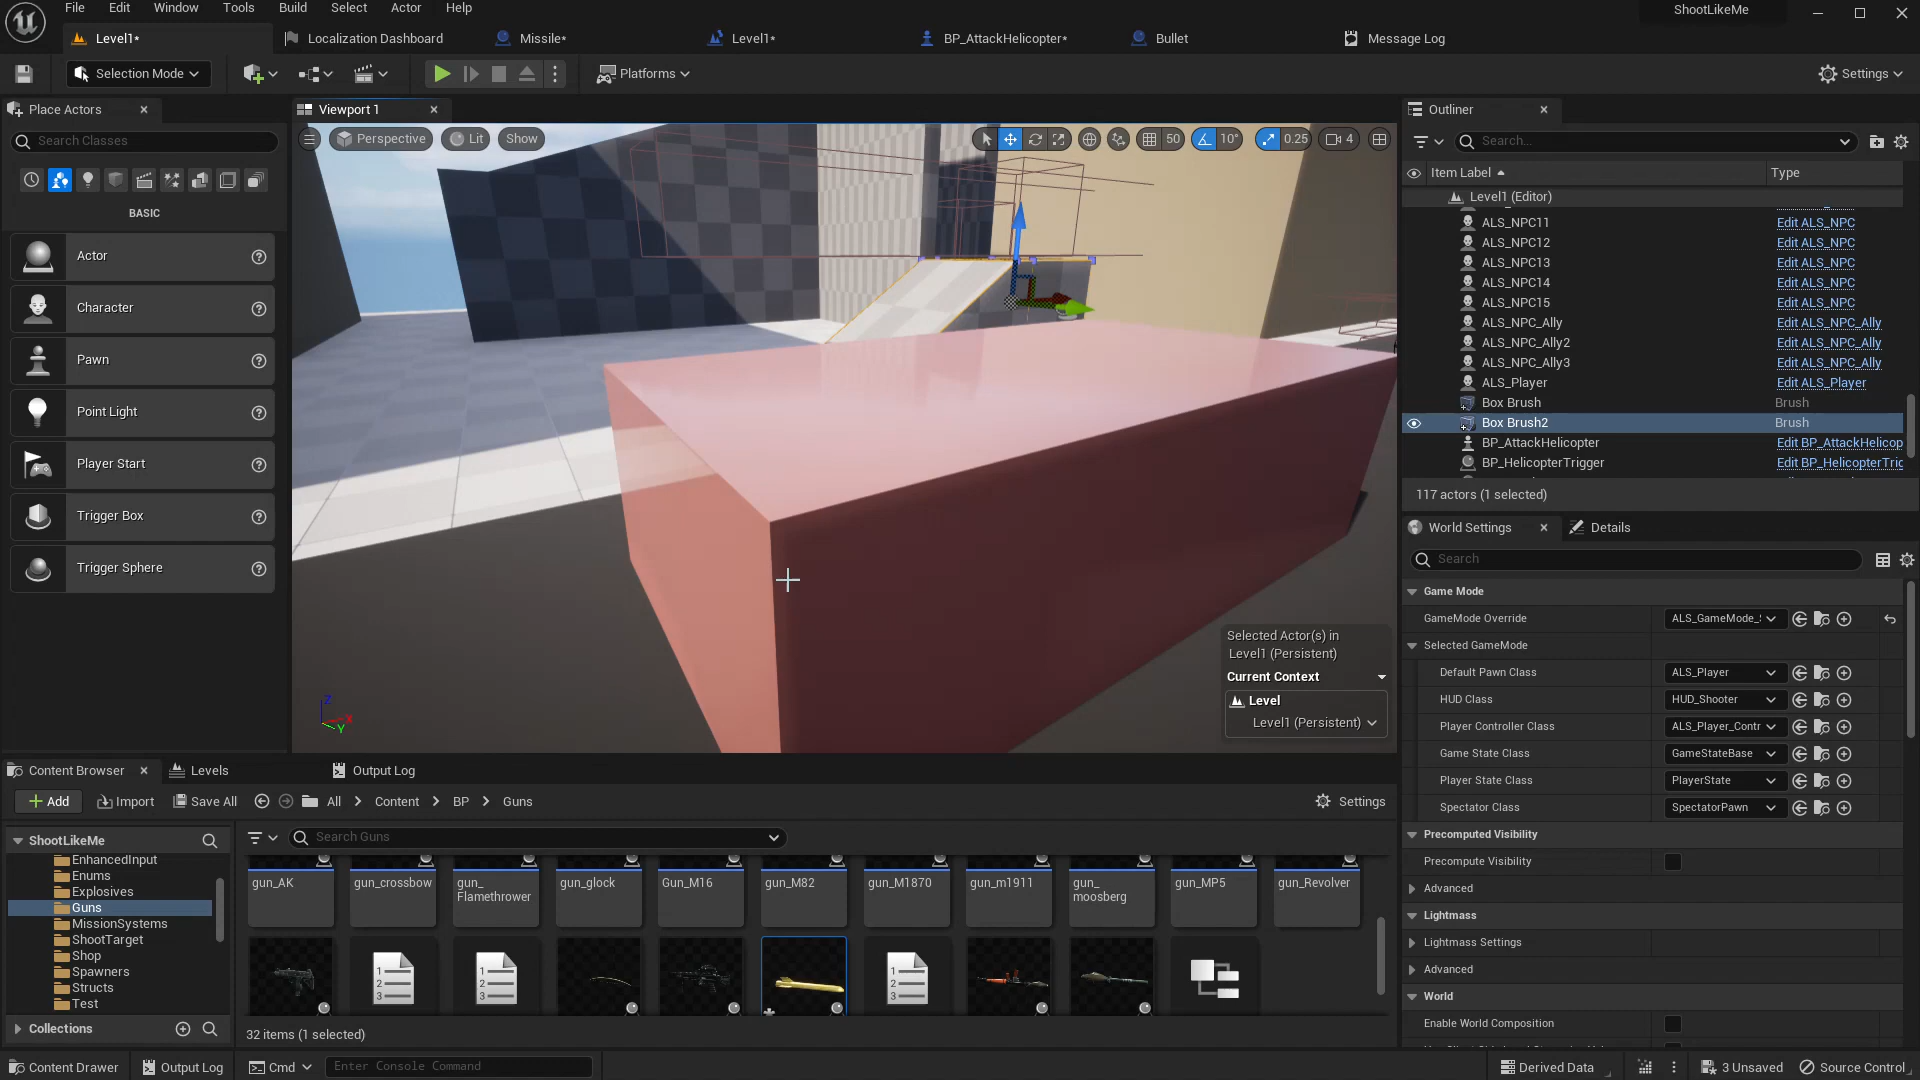 File Edit Window Tools Build Select Actor Help
ShootLikeMe
Level1*
Localization Dashboard
Missile*
Level1*
BP_AttackHelicopter*
Bullet
Message Log
Selection Mode
Platforms
Settings
Place Actors
Search Classes
BASIC
Actor
Character
Pawn
Point Light
Player Start
Trigger Box
Trigger Sphere
Viewport 1
Perspective
Lit
Show
50
10°
0.25
4
Selected Actor(s) in
Level1 (Persistent)
Current Context
Level
Level1 (Persistent)
Z
X
Y
Outliner
Search...
Item Label
Type
Level1 (Editor)
ALS_NPC11 Edit ALS_NPC
ALS_NPC12 Edit ALS_NPC
ALS_NPC13 Edit ALS_NPC
ALS_NPC14 Edit ALS_NPC
ALS_NPC15 Edit ALS_NPC
ALS_NPC_Ally Edit ALS_NPC_Ally
ALS_NPC_Ally2 Edit ALS_NPC_Ally
ALS_NPC_Ally3 Edit ALS_NPC_Ally
ALS_Player Edit ALS_Player
Box Brush Brush
Box Brush2 Brush
BP_AttackHelicopter Edit BP_AttackHelicop
BP_HelicopterTrigger Edit BP_HelicopterTric
117 actors (1 selected)
World Settings
Details
Search
Game Mode
GameMode Override ALS_GameMode_
Selected GameMode
Default Pawn Class ALS_Player
HUD Class HUD_Shooter
Player Controller Class ALS_Player_Contr
Game State Class GameStateBase
Player State Class PlayerState
Spectator Class SpectatorPawn
Precomputed Visibility
Precompute Visibility
Advanced
Lightmass
Lightmass Settings
Advanced
World
Enable World Composition
Content Browser
Levels
Output Log
Add
Import
Save All
All
Content
BP
Guns
Settings
ShootLikeMe
EnhancedInput
Enums
Explosives
Guns
MissionSystems
ShootTarget
Shop
Spawners
Structs
Test
Collections
Search Guns
gun_AK
gun_crossbow
gun_
Flamethrower
gun_glock
Gun_M16
gun_M82
gun_M1870
gun_m1911
gun_
moosberg
gun_MP5
gun_Revolver
32 items (1 selected)
Content Drawer
Output Log
Cmd
Enter Console Command
Derived Data
3 Unsaved
Source Control